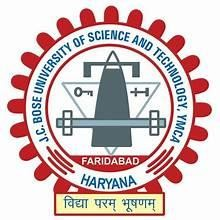 J.C. BOSE UNIVERSITY OF SCIENCE AND TECHNOLOGY, YMCA
FARIDABAD
HARYANA
विद्या परम् भूषणम्